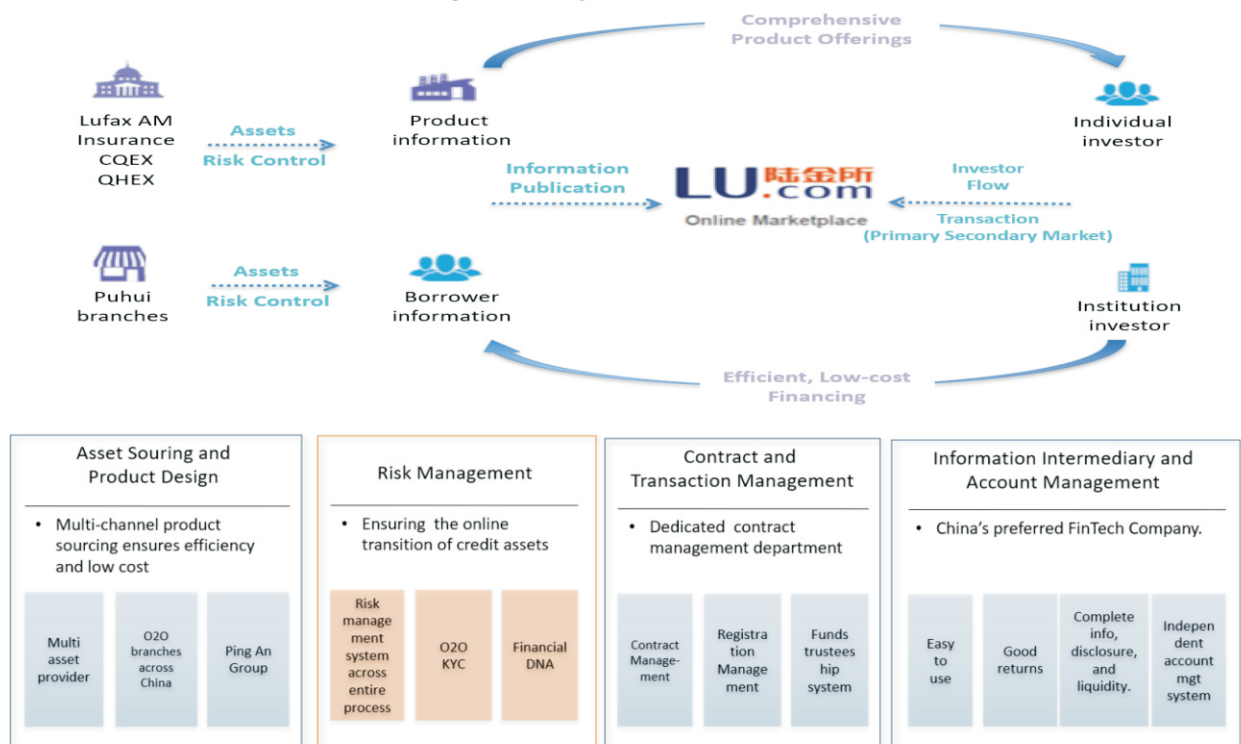 Comprehensive
Product Offerings
Lufax AM
Insurance
CQEX
QHEX
Assets
Risk Control
Product
information
Individual
investor
Information
Publication
LU陆金所
.com
Online Marketplace
Investor
Flow
Transaction
(Primary Secondary Market)
Puhui
branches
Assets
Risk Control
Borrower
information
Institution
investor
Efficient, Low-cost
Financing
Asset Souring and
Product Design
• Multi-channel product
sourcing ensures efficiency
and low cost
Multi
asset
provider
O2O
branches
across
China
Ping An
Group
Risk Management
• Ensuring the online
transition of credit assets
Risk
manage
ment
system
across
entire
process
O2O
KYC
Financial
DNA
Contract and
Transaction Management
• Dedicated contract
management department
Contract
Manage-
ment
Registra
tion
Manage
ment
Funds
trustees
hip
system
Information Intermediary and
Account Management
• China's preferred FinTech Company.
Easy
to
use
Good
returns
Complete
info,
disclosure,
and
liquidity.
Indepen
dent
account
mgt
system